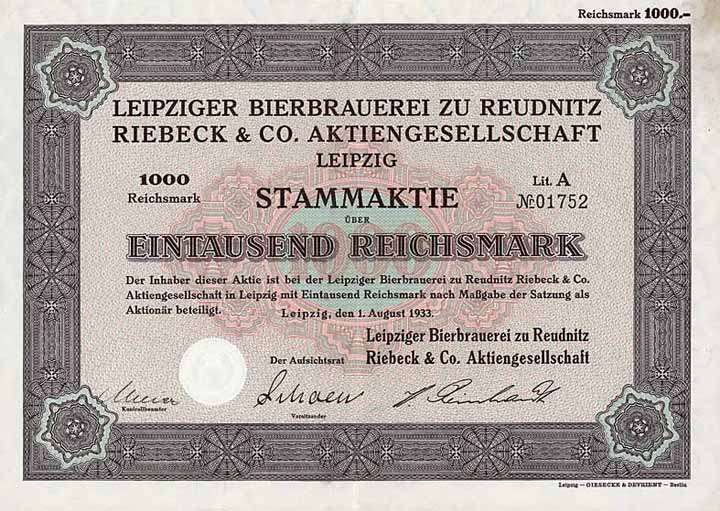 Reichsmark 1000.–
LEIPZIGER BIERBRAUEREI ZU REUDNITZ
RIEBECK & CO. AKTIENGESELLSCHAFT
LEIPZIG
1000
Reichsmark
Lit. A
№ 01752
STAMMAKTIE
ÜBER
EINTAUSEND REICHSMARK
Der Inhaber dieser Aktie ist bei der Leipziger Bierbrauerei zu Reudnitz Riebeck & Co.
Aktiengesellschaft in Leipzig mit Eintausend Reichsmark nach Maßgabe der Satzung als
Aktionär beteiligt.
Leipzig, den 1. August 1933.
Leipziger Bierbrauerei zu Reudnitz
Der Aufsichtsrat Riebeck & Co. Aktiengesellschaft
Kontrollbeamter
Vorsitzender
Leipzig – GIESECKE & DEVRIENT – Berlin